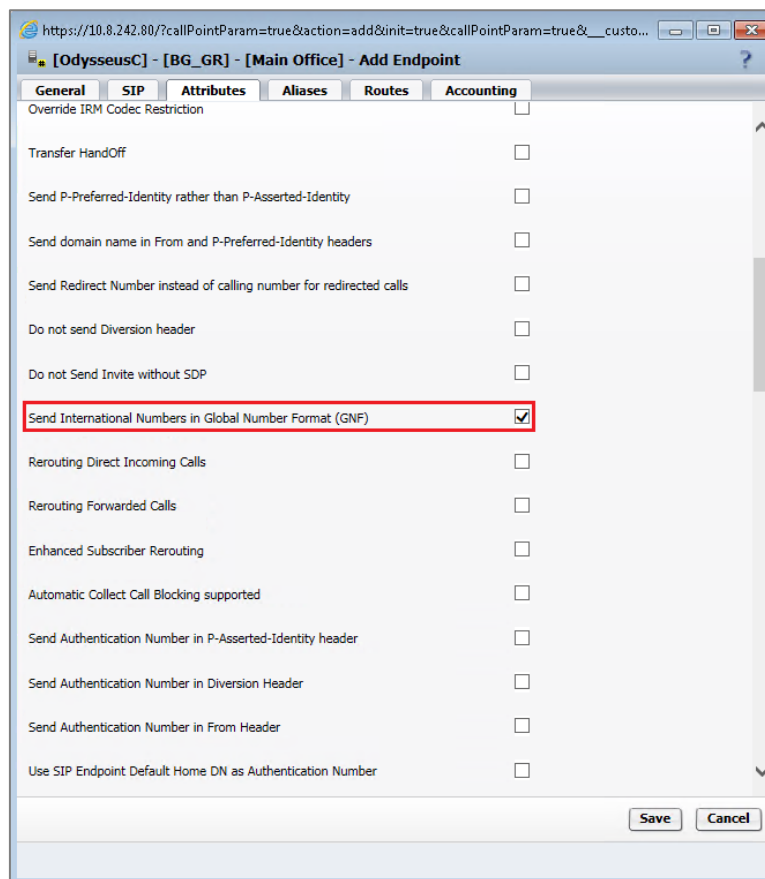 https://10.8.242.80/?callPointParam=true&action=add&init=true&callPointParam=true&__custo...
[OdysseusC] - [BG_GR] - [Main Office] - Add Endpoint ?
General SIP Attributes Aliases Routes Accounting
Override IRM Codec Restriction
Transfer HandOff
Send P-Preferred-Identity rather than P-Asserted-Identity
Send domain name in From and P-Preferred-Identity headers
Send Redirect Number instead of calling number for redirected calls
Do not send Diversion header
Do not Send Invite without SDP
Send International Numbers in Global Number Format (GNF)
Rerouting Direct Incoming Calls
Rerouting Forwarded Calls
Enhanced Subscriber Rerouting
Automatic Collect Call Blocking supported
Send Authentication Number in P-Asserted-Identity header
Send Authentication Number in Diversion Header
Send Authentication Number in From Header
Use SIP Endpoint Default Home DN as Authentication Number
Save Cancel